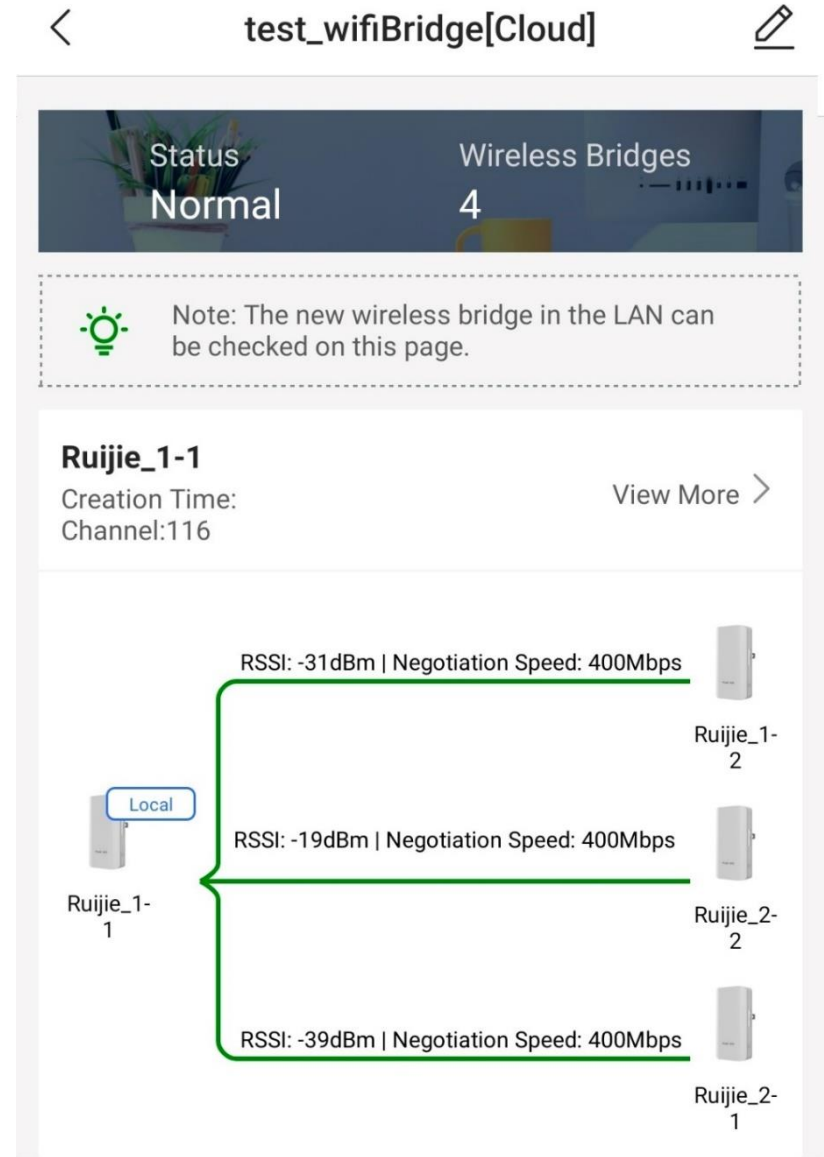 test_wifiBridge[Cloud]
Status
Wireless Bridges
Normal
4
Note: The new wireless bridge in the LAN can
be checked on this page.
Ruijie_1-1
Creation Time:
View More
Channel:116
RSSI: -31dBm | Negotiation Speed: 400Mbps
Ruijie_1-
2
Local
RSSI: -19dBm | Negotiation Speed: 400Mbps
Ruijie_1-
1
Ruijie_2-
2
RSSI: -39dBm | Negotiation Speed: 400Mbps
Ruijie_2-
1